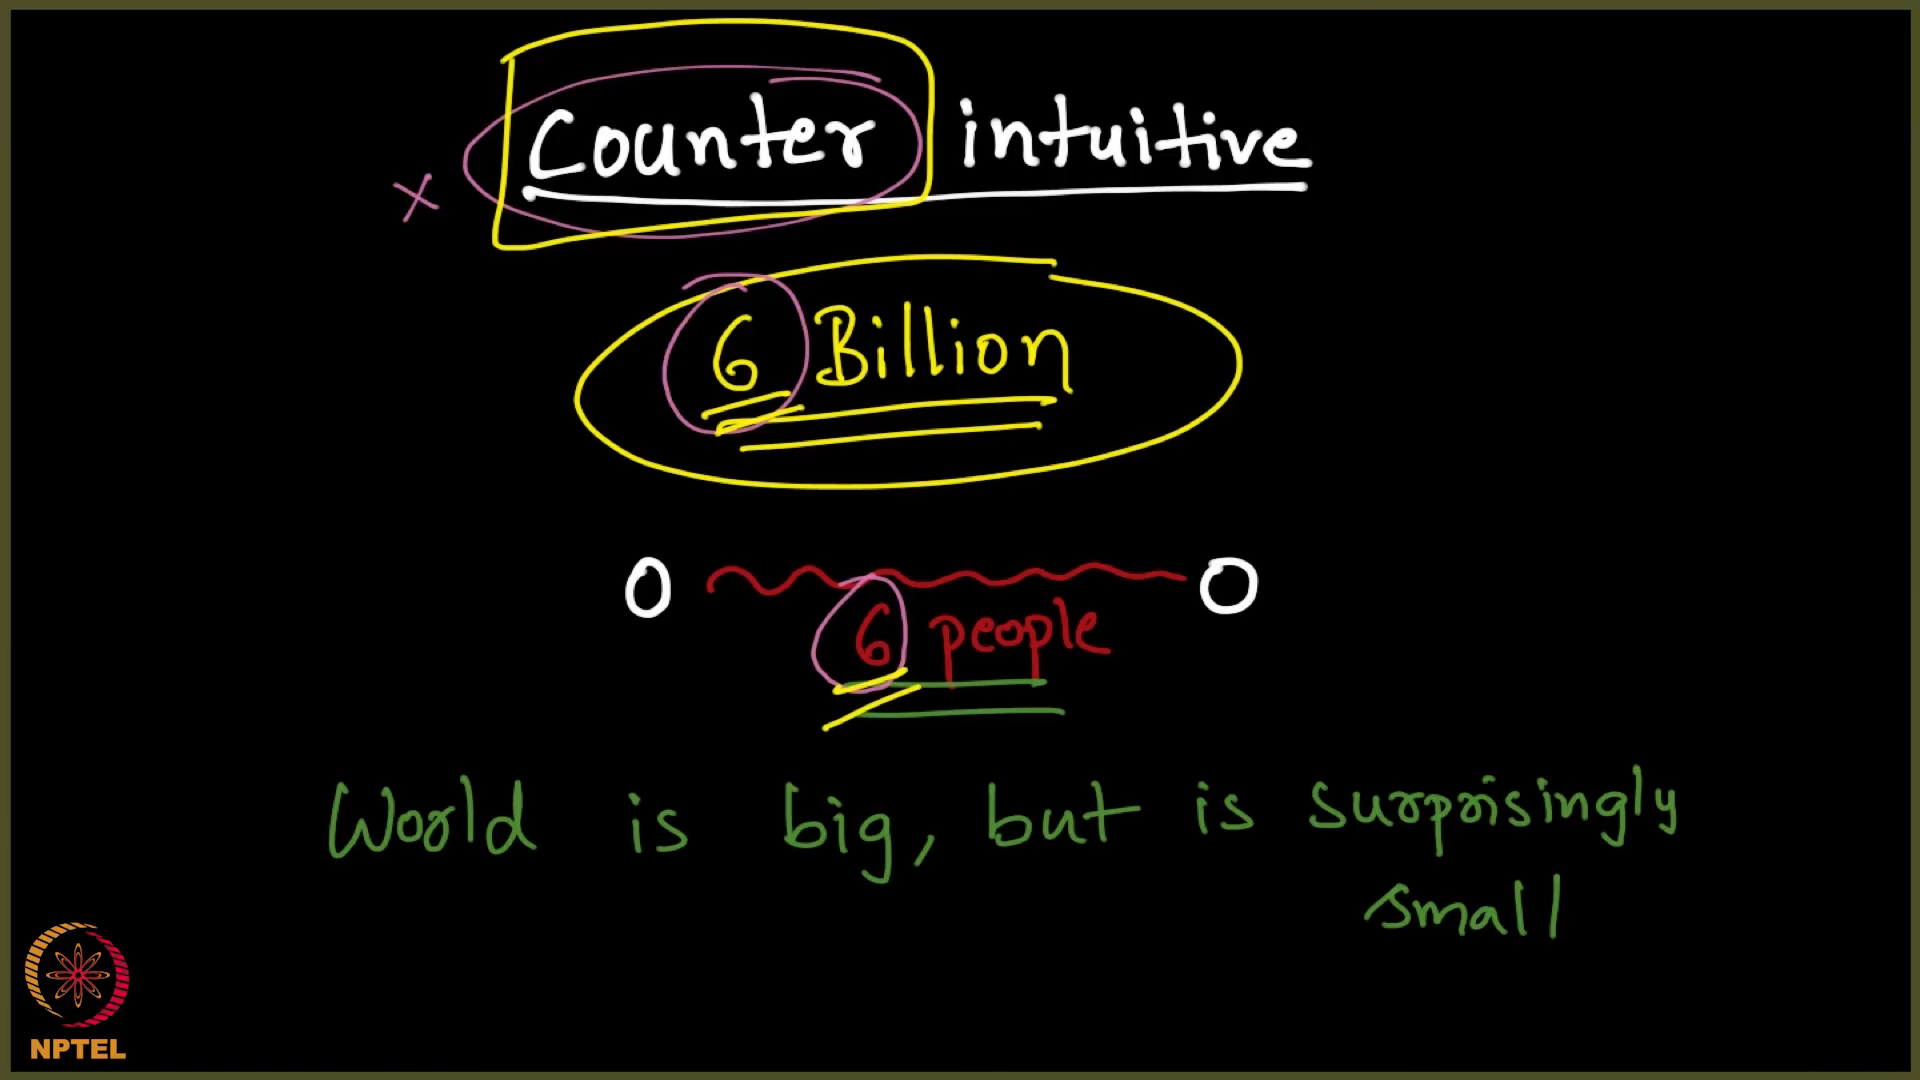 Counter intuitive
6 Billion
6 people
World is big, but is surprisingly
small
NPTEL